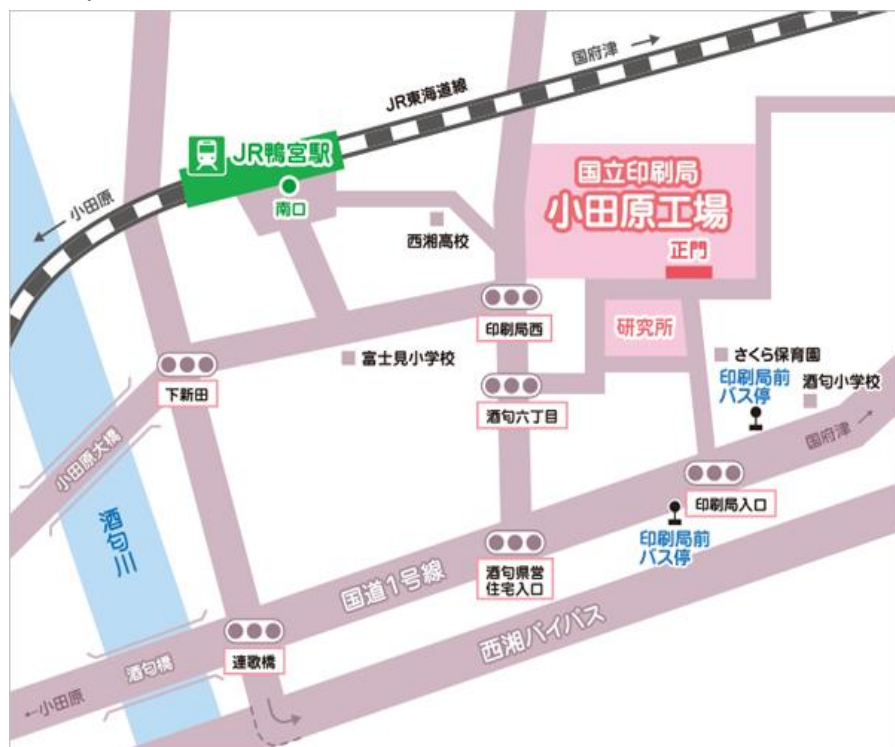 国府津
JR東海道線
JR鴨宮駅
南口
小田原
国立印刷局
小田原工場
正門
西湘高校
印刷局西
研究所
富士見小学校
さくら保育園
下新田
酒匂六丁目
印刷局前
バス停
酒匂小学校
小田原大橋
国府津
印刷局入口
酒匂川
印刷局前
バス停
酒匂県営
住宅入口
国道1号線
西湘バイパス
連歌橋
酒匂橋
←小田原